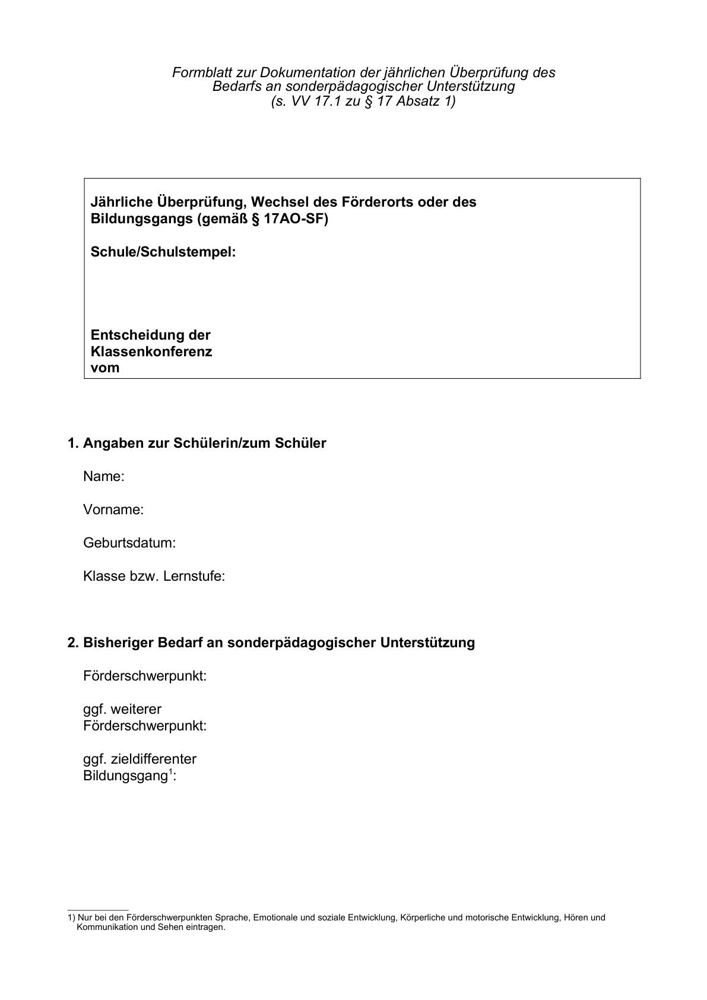 Formblatt zur Dokumentation der jährlichen Überprüfung des
Bedarfs an sonderpädagogischer Unterstützung
(s. VV 17.1 zu § 17 Absatz 1)
Jährliche Überprüfung, Wechsel des Förderorts oder des
Bildungsgangs (gemäß § 17AO-SF)
Schule/Schulstempel:
Entscheidung der
Klassenkonferenz
vom
1. Angaben zur Schülerin/zum Schüler
Name:
Vorname:
Geburtsdatum:
Klasse bzw. Lernstufe:
2. Bisheriger Bedarf an sonderpädagogischer Unterstützung
Förderschwerpunkt:
ggf. weiterer
Förderschwerpunkt:
ggf. zieldifferenter
Bildungsgang¹:
1) Nur bei den Förderschwerpunkten Sprache, Emotionale und soziale Entwicklung, Körperliche und motorische Entwicklung, Hören und
Kommunikation und Sehen eintragen.